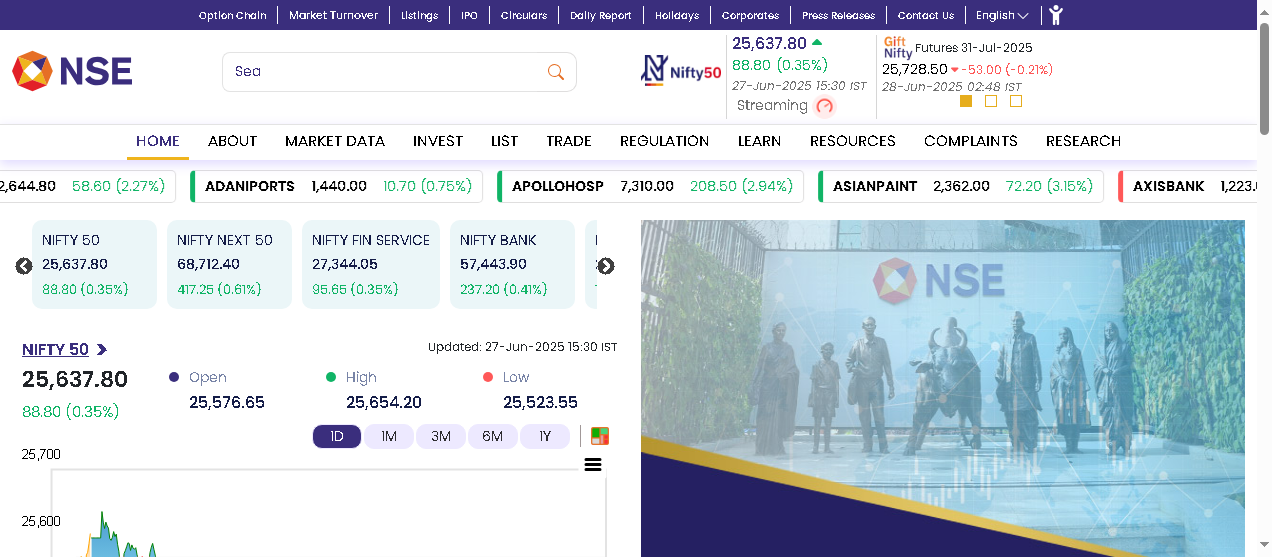 Option Chain Market Turnover Listings IPO Circulars Daily Report Holidays Corporates Press Releases Contact Us English
NSE
Sea
Nifty50
25,637.80
88.80 (0.35%)
27-Jun-2025 15:30 IST
Streaming
Gift Nifty Futures 31-Jul-2025
25,728.50 -53.00 (-0.21%)
28-Jun-2025 02:48 IST
HOME ABOUT MARKET DATA INVEST LIST TRADE REGULATION LEARN RESOURCES COMPLAINTS RESEARCH
2,644.80 58.60 (2.27%) ADANIPORTS 1,440.00 10.70 (0.75%) APOLLOHOSP 7,310.00 208.50 (2.94%) ASIANPAINT 2,362.00 72.20 (3.15%) AXISBANK 1,223.
NIFTY 50 NIFTY NEXT 50 NIFTY FIN SERVICE NIFTY BANK
25,637.80 68,712.40 27,344.05 57,443.90
88.80 (0.35%) 417.25 (0.61%) 95.65 (0.35%) 237.20 (0.41%)
NSE
NIFTY 50 Updated: 27-Jun-2025 15:30 IST
25,637.80 Open High Low
88.80 (0.35%) 25,576.65 25,654.20 25,523.55
1D 1M 3M 6M 1Y
25,700
25,600